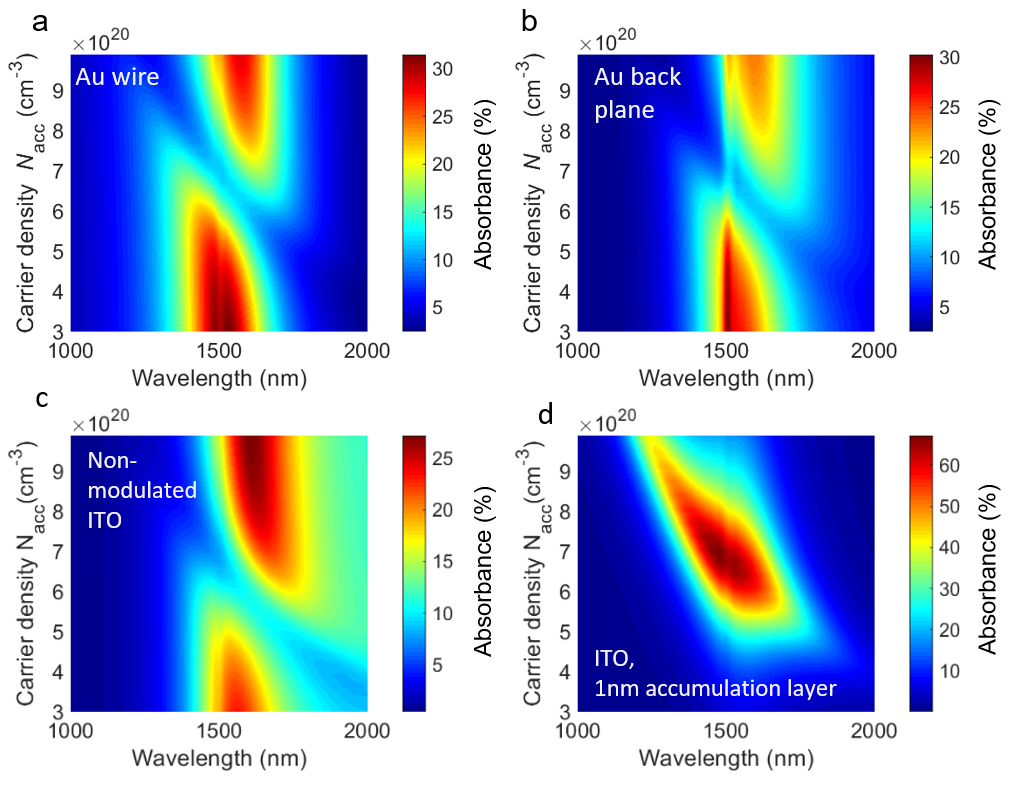 a
×10^20
Au wire
Carrier density N_acc (cm^-3)
9
8
7
6
5
4
3
1000
1500
2000
Wavelength (nm)
30
25
20
15
10
5
Absorbance (%)
b
×10^20
Au back
plane
Carrier density N_acc (cm^-3)
9
8
7
6
5
4
3
1000
1500
2000
Wavelength (nm)
30
25
20
15
10
5
Absorbance (%)
c
×10^20
Non-
modulated
ITO
Carrier density N_acc(cm^-3)
9
8
7
6
5
4
3
1000
1500
2000
Wavelength (nm)
25
20
15
10
5
Absorbance (%)
d
×10^20
ITO,
1nm accumulation layer
Carrier density N_acc(cm^-3)
9
8
7
6
5
4
3
1000
1500
2000
Wavelength (nm)
60
50
40
30
20
10
Absorbance (%)